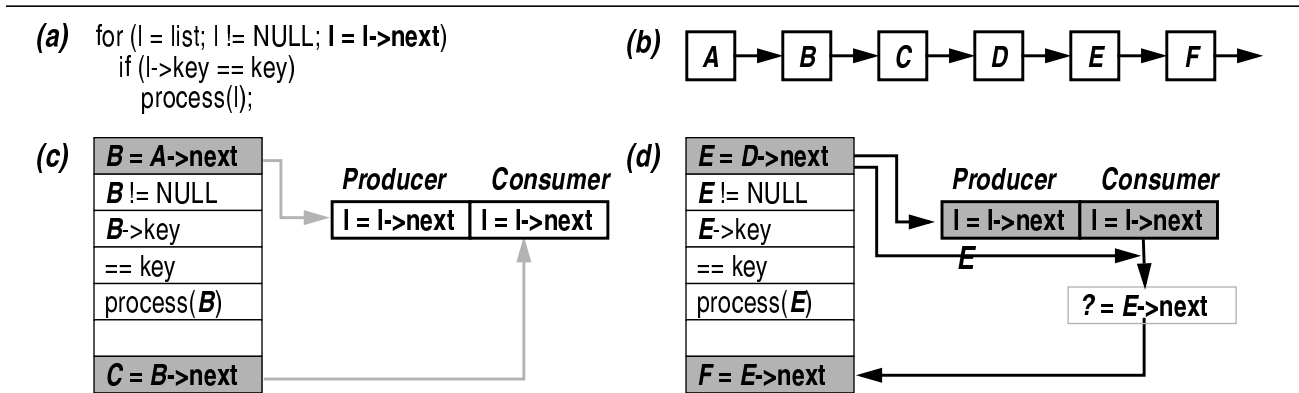 (a) for (l = list; l != NULL; l = l->next)
if (l->key == key)
process(l);
(b) A B C D E F
(c) B = A->next
B != NULL
B->key
== key
process(B)
C = B->next
Producer Consumer
l = l->next l = l->next
(d) E = D->next
E != NULL
E->key
== key
process(E)
F = E->next
Producer Consumer
l = l->next l = l->next
E
? = E->next